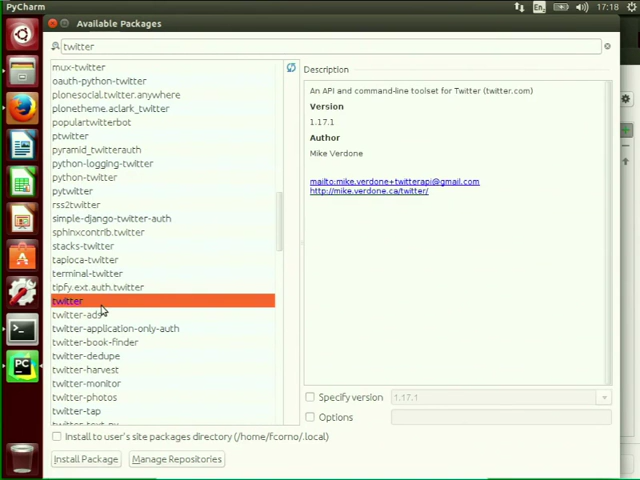 PyCharm
En
17:18
Available Packages
twitter
mux-twitter
oauth-python-twitter
plonesocial.twitter.anywhere
plonetheme.aclark_twitter
populartwitterbot
ptwitter
pyramid_twitterauth
python-logging-twitter
python-twitter
pytwitter
rss2twitter
simple-django-twitter-auth
sphinxcontrib.twitter
stacks-twitter
tapioca-twitter
terminal-twitter
tipfy.ext.auth.twitter
twitter
twitter-ads
twitter-application-only-auth
twitter-book-finder
twitter-dedupe
twitter-harvest
twitter-monitor
twitter-photos
twitter-tap
Description
An API and command-line toolset for Twitter (twitter.com)
Version
1.17.1
Author
Mike Verdone
mailto:mike.verdone+twitterapi@gmail.com
http://mike.verdone.ca/twitter/
Specify version
1.17.1
Options
Install to user's site packages directory (/home/fcorno/.local)
Install Package
Manage Repositories
PC